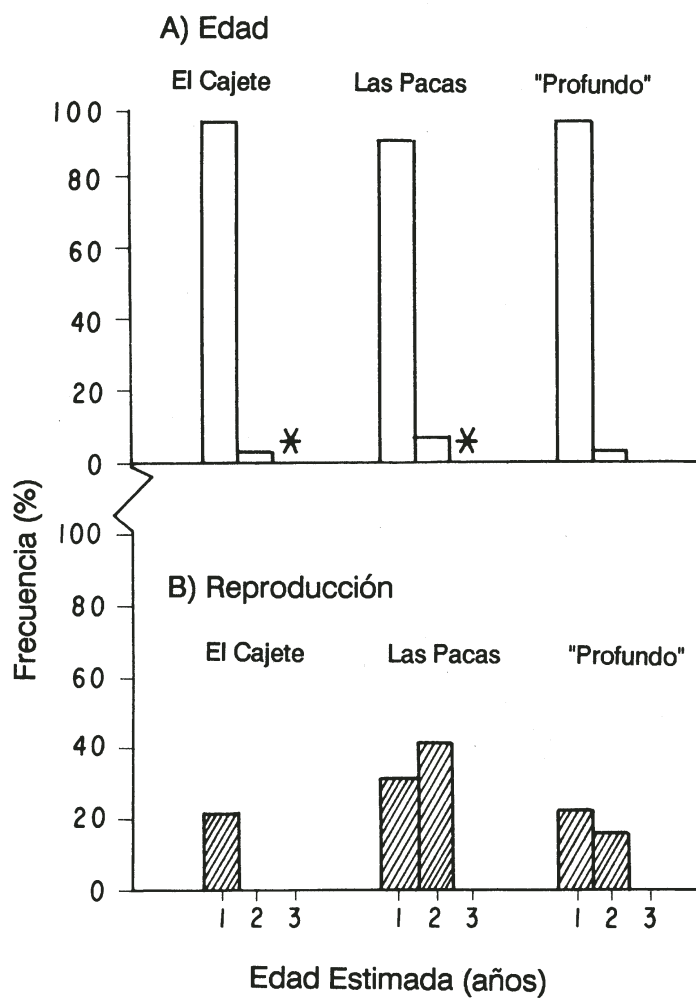 A) Edad
El Cajete Las Pacas "Profundo"
100
80
60
40
20
0
Frecuencia (%)
100
B) Reproducción
80
El Cajete Las Pacas "Profundo"
60
40
20
0
1 2 3 1 2 3 1 2 3
Edad Estimada (años)